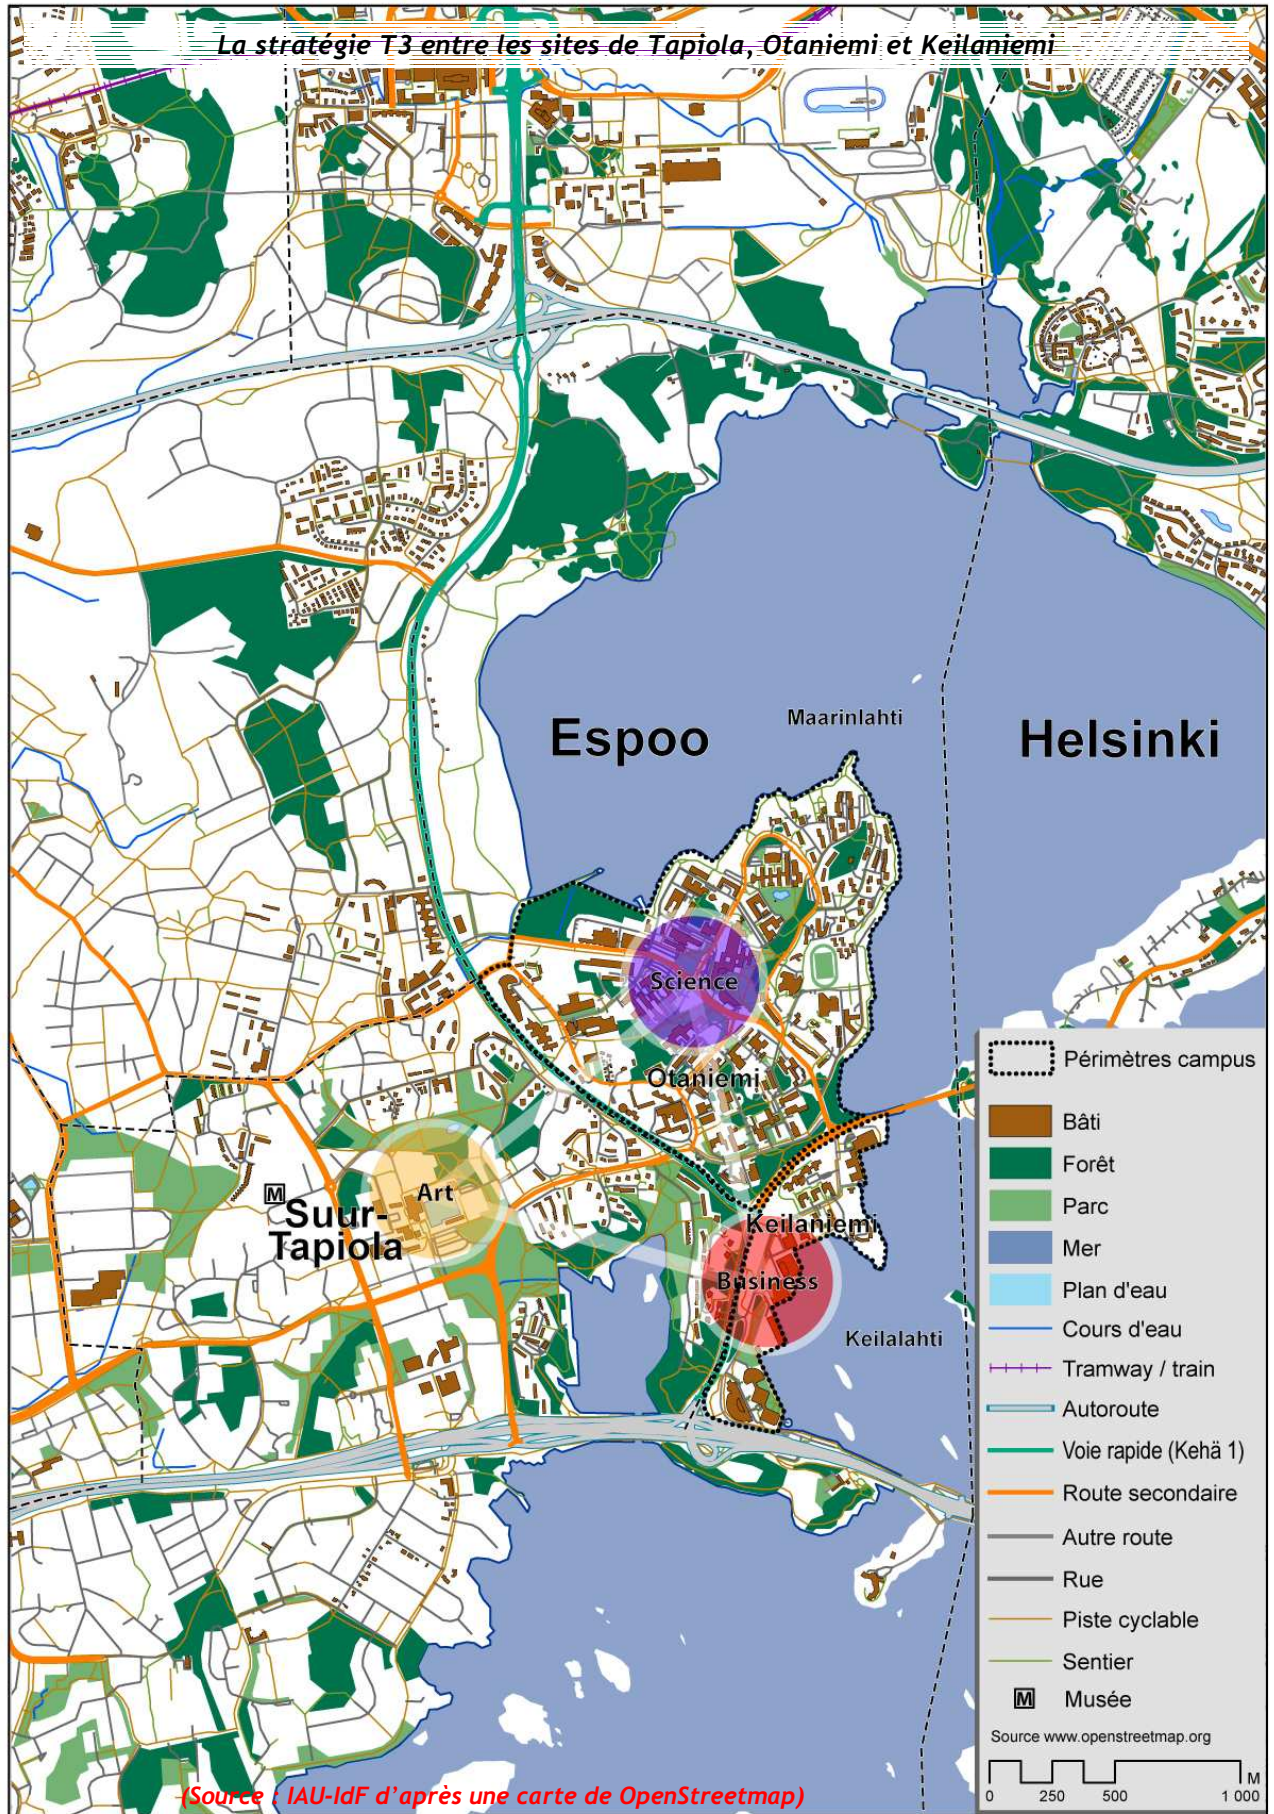 La stratégie T3 entre les sites de Tapiola, Otaniemi et Keilaniemi
Espoo
Maarinlahti
Helsinki
Science
Otaniemi
Art
M
Suur-
Tapiola
Keilaniemi
Business
Keilalahti
Périmètres campus
Bâti
Forêt
Parc
Mer
Plan d'eau
Cours d'eau
Tramway / train
Autoroute
Voie rapide (Kehä 1)
Route secondaire
Autre route
Rue
Piste cyclable
Sentier
M Musée
Source www.openstreetmap.org
M
0 250 500 1 000
(Source : IAU-IdF d'après une carte de OpenStreetmap)